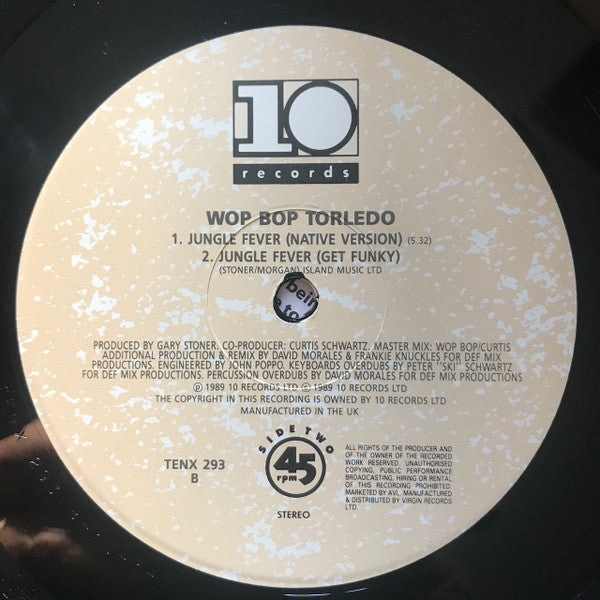 10
records
WOP BOP TORLEDO
1. JUNGLE FEVER (NATIVE VERSION) (5.32)
2. JUNGLE FEVER (GET FUNKY)
(STONER/MORGAN) ISLAND MUSIC LTD
bein
to
PRODUCED BY GARY STONER. CO-PRODUCER: CURTIS SCHWARTZ. MASTER MIX: WOP BOP/CURTIS
ADDITIONAL PRODUCTION & REMIX BY DAVID MORALES & FRANKIE KNUCKLES FOR DEF MIX
PRODUCTIONS. ENGINEERED BY JOHN POPPO. KEYBOARDS OVERDUBS BY PETER "SKI" SCHWARTZ
FOR DEF MIX PRODUCTIONS. PERCUSSION OVERDUBS BY DAVID MORALES FOR DEF MIX PRODUCTIONS
℗ 1989 10 RECORDS LTD © 1989 10 RECORDS LTD
THE COPYRIGHT IN THIS RECORDING IS OWNED BY 10 RECORDS LTD
MANUFACTURED IN THE UK
TENX 293
B
SIDE TWO
45
rpm
STEREO
ALL RIGHTS OF THE PRODUCER AND
OF THE OWNER OF THE RECORDED
WORK RESERVED. UNAUTHORISED
COPYING, PUBLIC PERFORMANCE
BROADCASTING, HIRING OR RENTAL
OF THIS RECORDING PROHIBITED.
MARKETED BY AVL. MANUFACTURED
& DISTRIBUTED BY VIRGIN RECORDS
LTD.